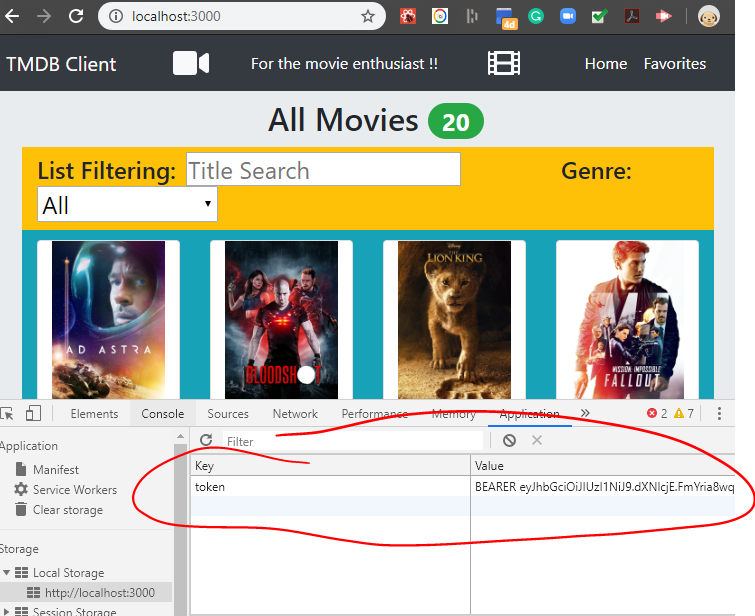 localhost:3000
4d
TMDB Client For the movie enthusiast !! Home Favorites
All Movies 20
List Filtering: Title Search Genre:
All
AD ASTRA
BLOODSHOT
Disney
THE LION KING
MISSION: IMPOSSIBLE
FALLOUT
Elements Console Sources Network Performance Memory Application » 2 7
Application
Manifest
Service Workers
Clear storage
Storage
Local Storage
http://localhost:3000
Session Storage
Filter
Key Value
token BEARER eyJhbGciOiJIUzI1NiJ9.dXNlcjE.FmYria8wq